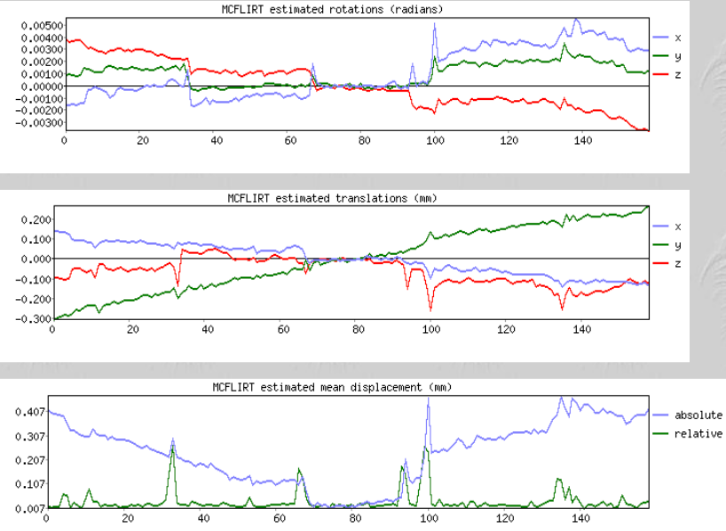 MCFLIRT estimated rotations (radians)
0.00500
0.00400
0.00300
0.00200
0.00100
0.00000
-0.00100
-0.00200
-0.00300
0 20 40 60 80 100 120 140
x
y
z
MCFLIRT estimated translations (mm)
0.200
0.100
0.000
-0.100
-0.200
-0.300
0 20 40 60 80 100 120 140
x
y
z
MCFLIRT estimated mean displacement (mm)
0.407
0.307
0.207
0.107
0.007
0 20 40 60 80 100 120 140
absolute
relative